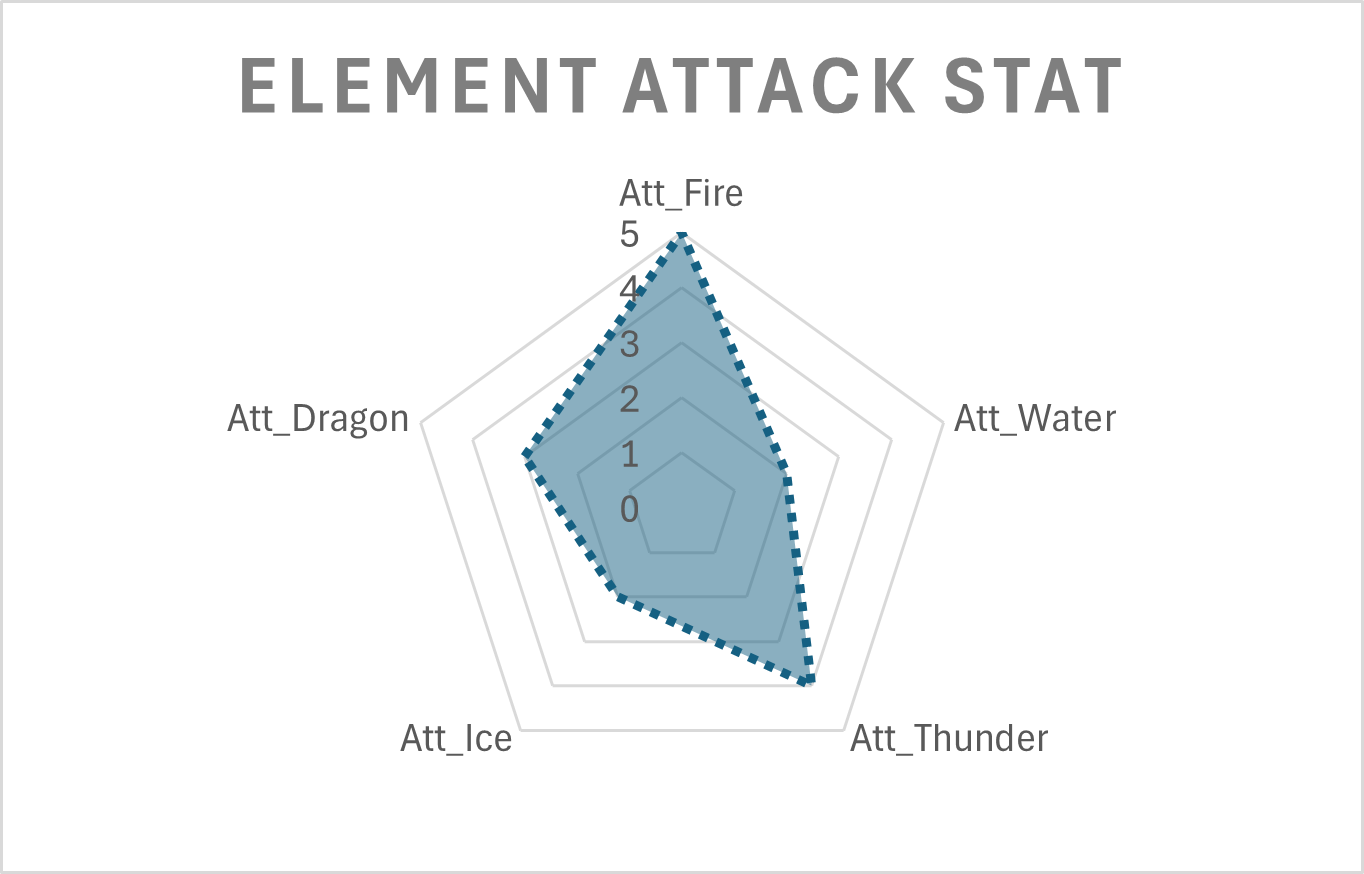 ELEMENT ATTACK STAT
Att_Fire
5
4
3
2
1
0
Att_Dragon
Att_Water
Att_Ice
Att_Thunder